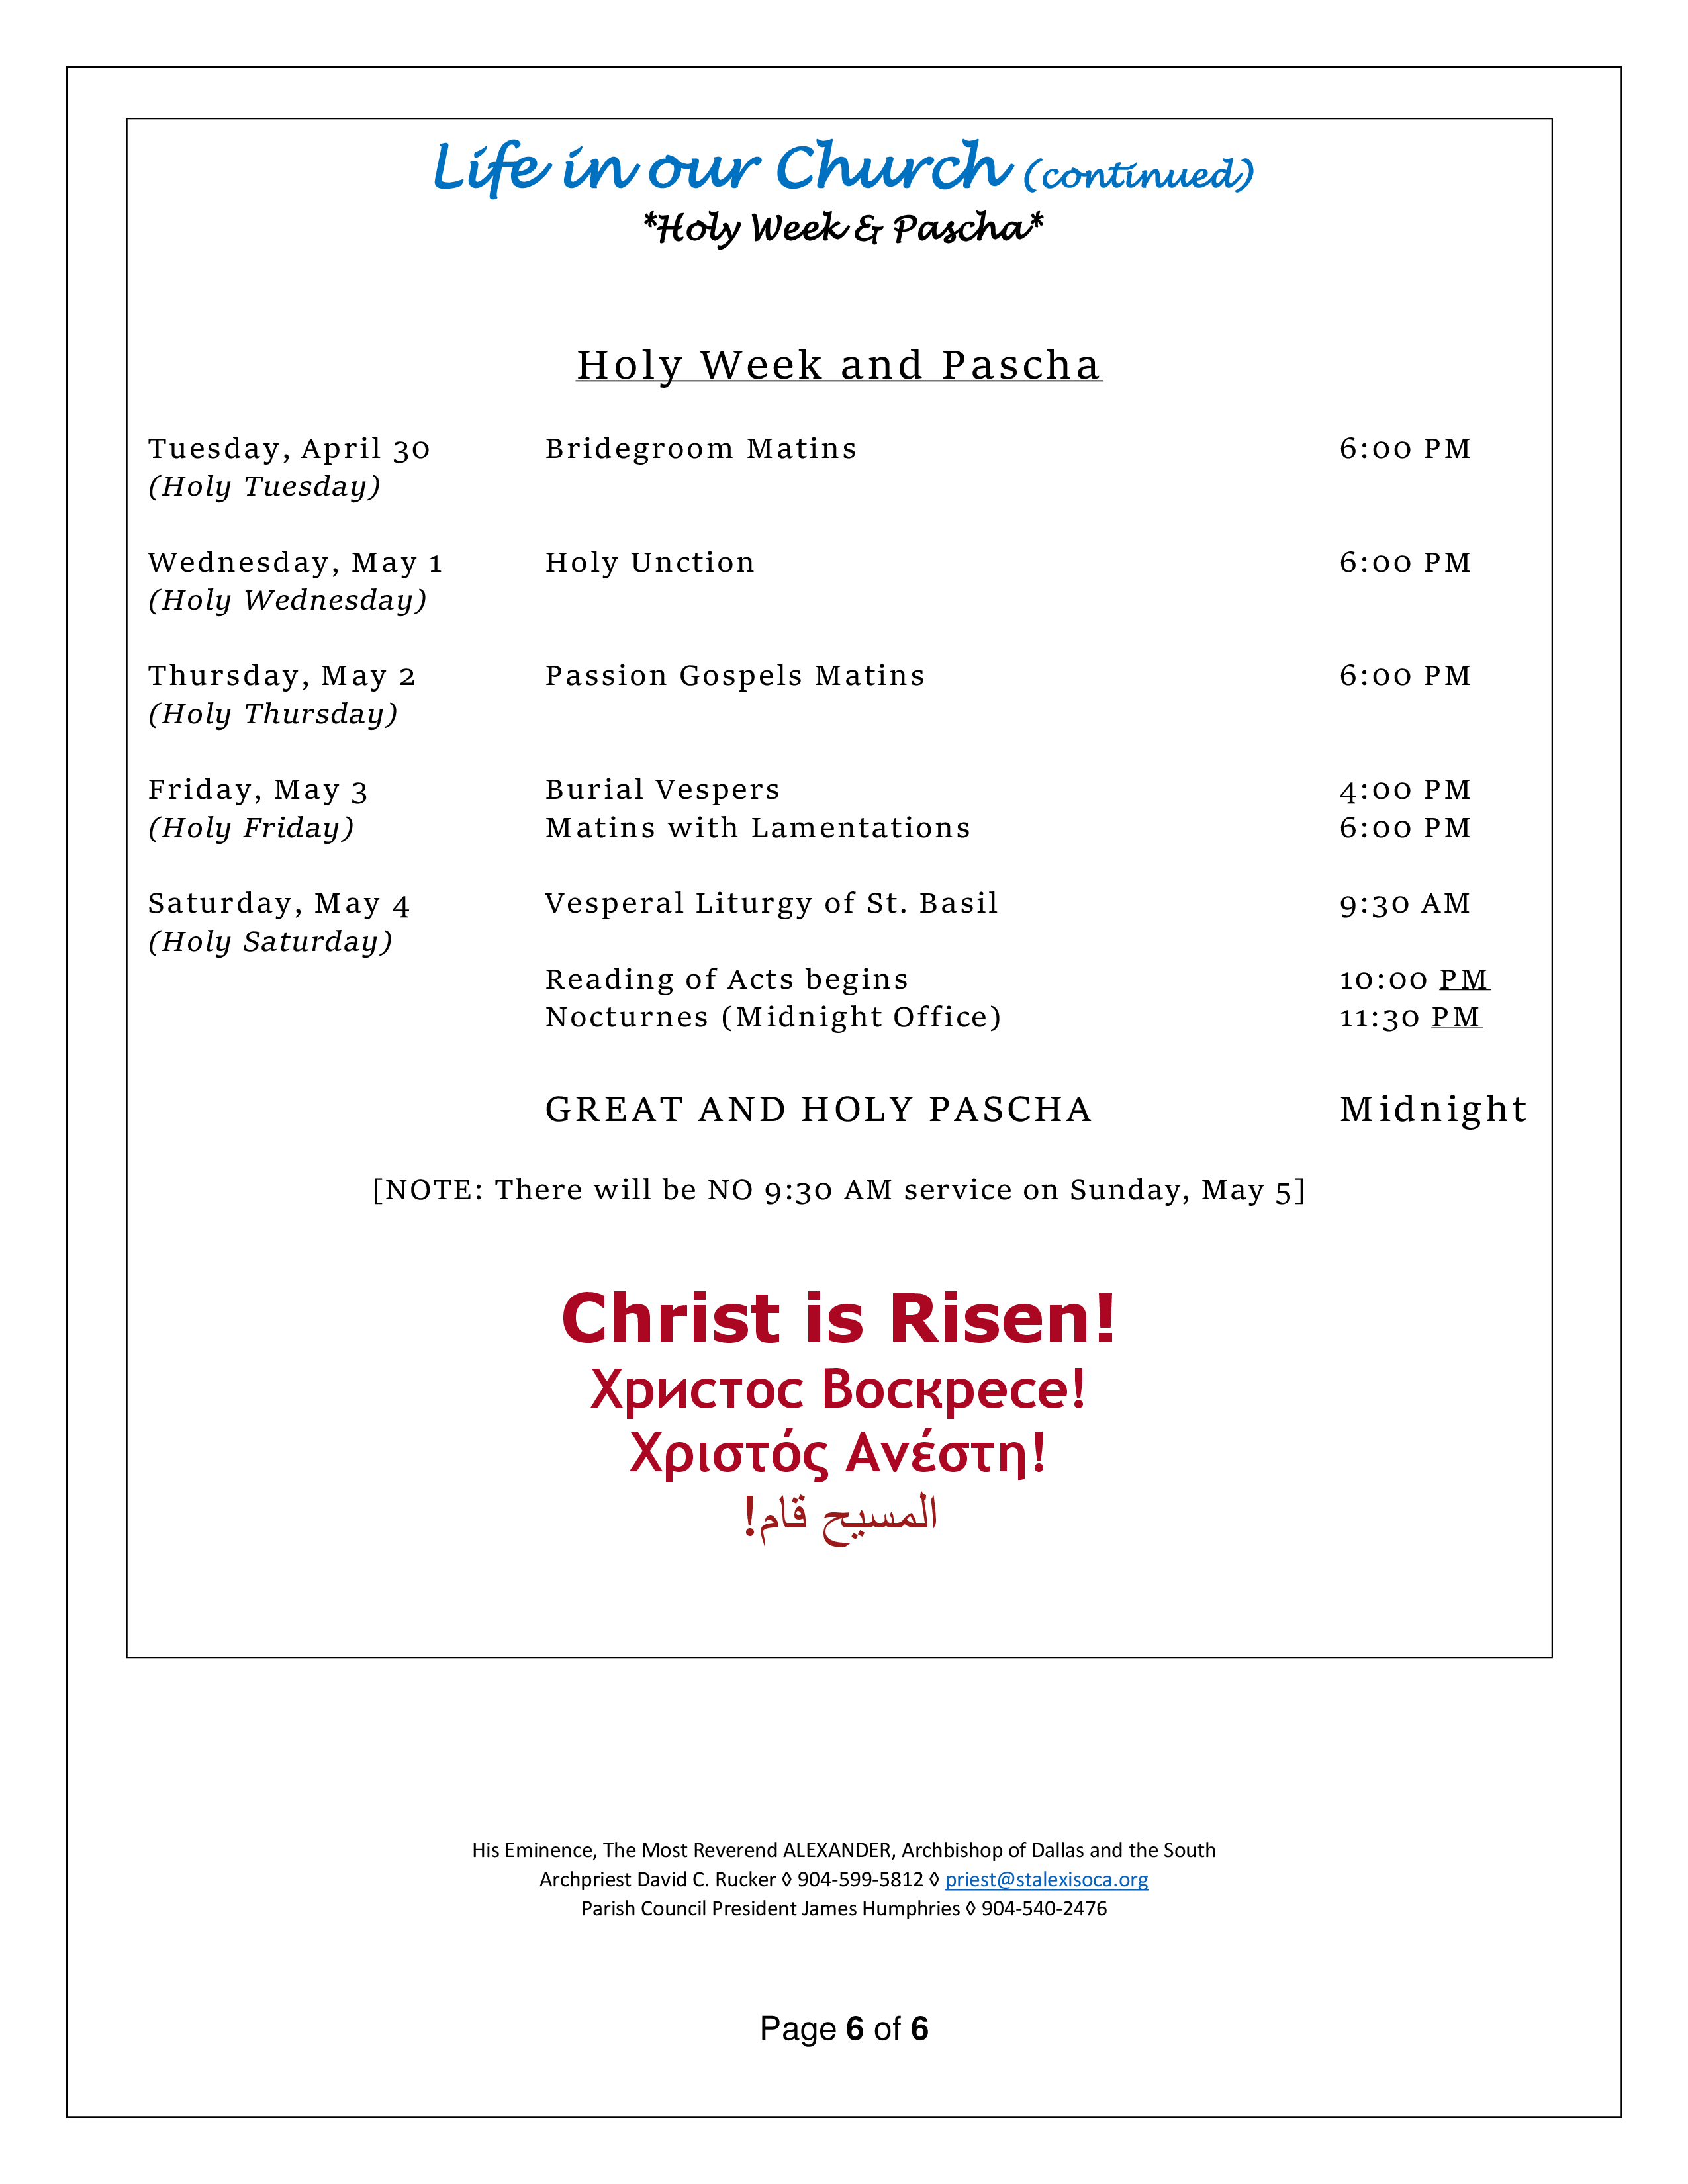 Life in our Church (continued)
*Holy Week & Pascha*
Holy Week and Pascha
Tuesday, April 30 Bridegroom Matins 6:00 PM
(Holy Tuesday)
Wednesday, May 1 Holy Unction 6:00 PM
(Holy Wednesday)
Thursday, May 2 Passion Gospels Matins 6:00 PM
(Holy Thursday)
Friday, May 3 Burial Vespers 4:00 PM
(Holy Friday) Matins with Lamentations 6:00 PM
Saturday, May 4 Vesperal Liturgy of St. Basil 9:30 AM
(Holy Saturday)
Reading of Acts begins 10:00 PM
Nocturnes (Midnight Office) 11:30 PM
GREAT AND HOLY PASCHA Midnight
[NOTE: There will be NO 9:30 AM service on Sunday, May 5]
Christ is Risen!
Христос Воскресе!
Χριστός Ανέστη!
المسيح قام!
His Eminence, The Most Reverend ALEXANDER, Archbishop of Dallas and the South
Archpriest David C. Rucker ◊ 904-599-5812 ◊ priest@stalexisoca.org
Parish Council President James Humphries ◊ 904-540-2476
Page 6 of 6